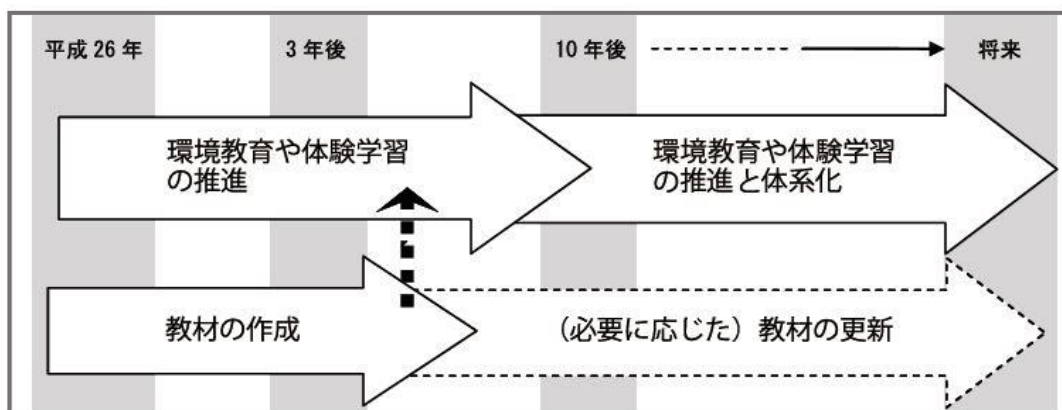 平成 26 年 3 年後 10 年後 将来
環境教育や体験学習
の推進
環境教育や体験学習
の推進と体系化
教材の作成
（必要に応じた）教材の更新